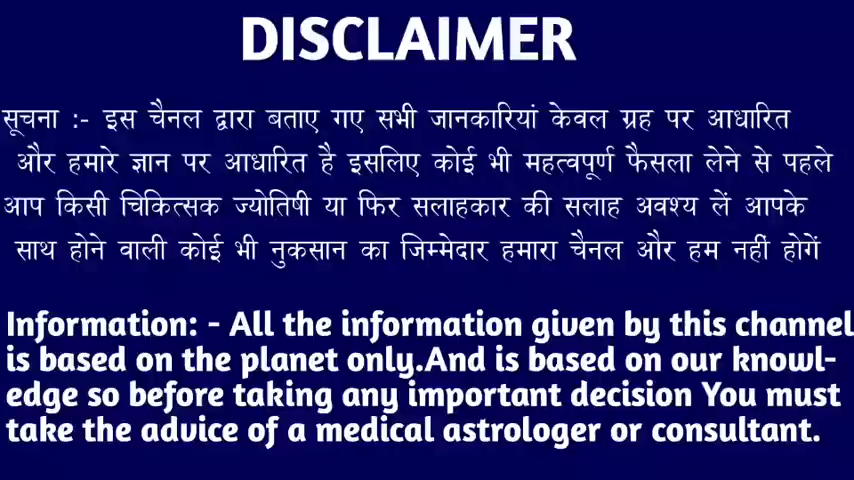 DISCLAIMER
सूचना :- इस चैनल द्वारा बताए गए सभी जानकारियां केवल ग्रह पर आधारित
और हमारे ज्ञान पर आधारित है इसलिए कोई भी महत्वपूर्ण फैसला लेने से पहले
आप किसी चिकित्सक ज्योतिषी या फिर सलाहकार की सलाह अवश्य लें आपके
साथ होने वाली कोई भी नुकसान का जिम्मेदार हमारा चैनल और हम नहीं होगें
Information: - All the information given by this channel
is based on the planet only.And is based on our knowl-
edge so before taking any important decision You must
take the advice of a medical astrologer or consultant.